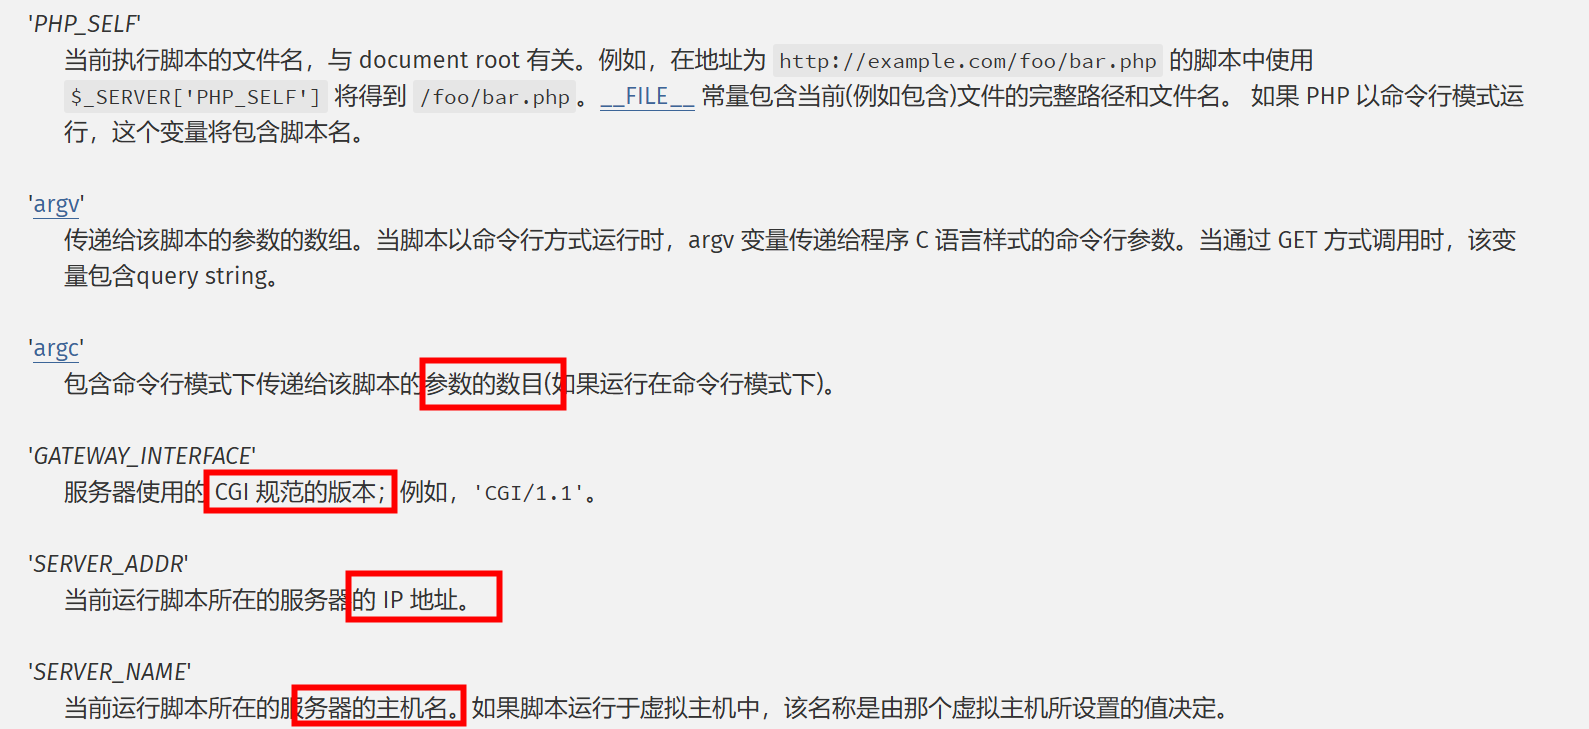 'PHP_SELF'
当前执行脚本的文件名，与 document root 有关。例如，在地址为 http://example.com/foo/bar.php 的脚本中使用
$_SERVER['PHP_SELF'] 将得到 /foo/bar.php 。__FILE__ 常量包含当前(例如包含)文件的完整路径和文件名。 如果 PHP 以命令行模式运
行，这个变量将包含脚本名。
'argv'
传递给该脚本的参数的数组。当脚本以命令行方式运行时，argv 变量传递给程序 C 语言样式的命令行参数。当通过 GET 方式调用时，该变
量包含query string。
'argc'
包含命令行模式下传递给该脚本的参数的数目(如果运行在命令行模式下)。
'GATEWAY_INTERFACE'
服务器使用的 CGI 规范的版本；例如，'CGI/1.1'。
'SERVER_ADDR'
当前运行脚本所在的服务器的 IP 地址。
'SERVER_NAME'
当前运行脚本所在的服务器的主机名。如果脚本运行于虚拟主机中，该名称是由那个虚拟主机所设置的值决定。